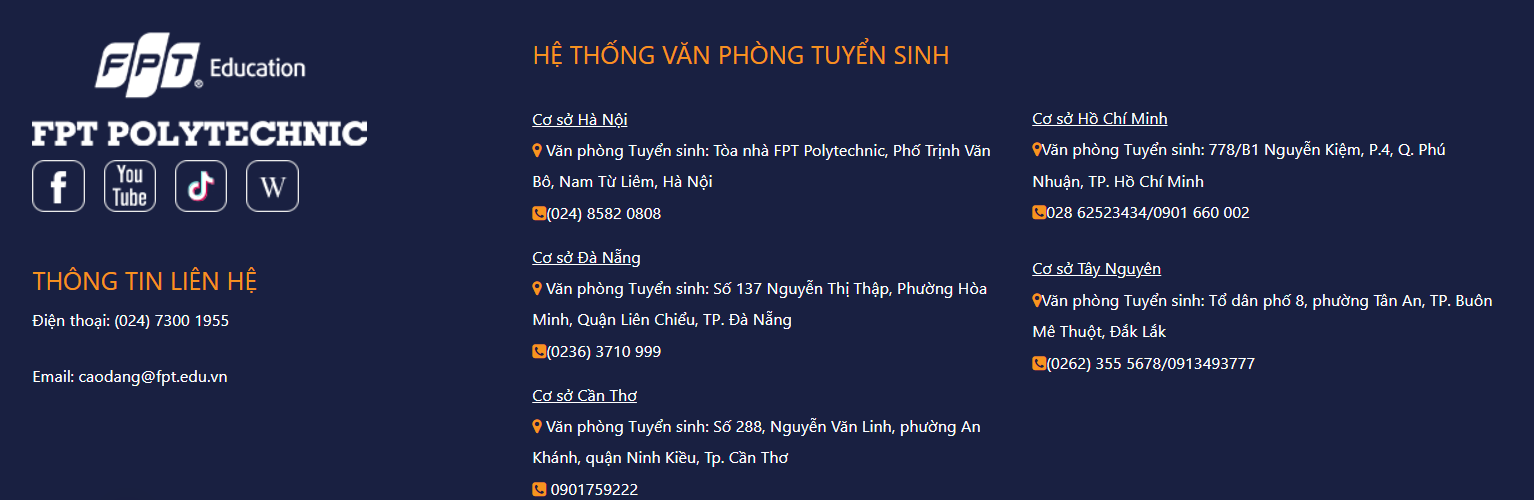 FPT Education
FPT POLYTECHNIC
f
You
Tube
W
THÔNG TIN LIÊN HỆ
Điện thoại: (024) 7300 1955
Email: caodang@fpt.edu.vn
HỆ THỐNG VĂN PHÒNG TUYỂN SINH
Cơ sở Hà Nội
Văn phòng Tuyển sinh: Tòa nhà FPT Polytechnic, Phố Trịnh Văn
Bô, Nam Từ Liêm, Hà Nội
(024) 8582 0808
Cơ sở Đà Nẵng
Văn phòng Tuyển sinh: Số 137 Nguyễn Thị Thập, Phường Hòa
Minh, Quận Liên Chiểu, TP. Đà Nẵng
(0236) 3710 999
Cơ sở Cần Thơ
Văn phòng Tuyển sinh: Số 288, Nguyễn Văn Linh, phường An
Khánh, quận Ninh Kiều, Tp. Cần Thơ
0901759222
Cơ sở Hồ Chí Minh
Văn phòng Tuyển sinh: 778/B1 Nguyễn Kiệm, P.4, Q. Phú
Nhuận, TP. Hồ Chí Minh
028 62523434/0901 660 002
Cơ sở Tây Nguyên
Văn phòng Tuyển sinh: Tổ dân phố 8, phường Tân An, TP. Buôn
Mê Thuột, Đắk Lắk
(0262) 355 5678/0913493777